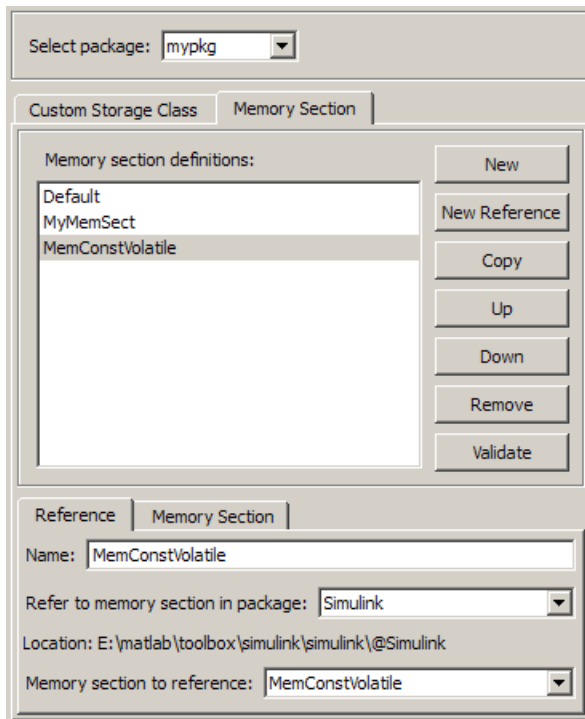 Select package: mypkg
Custom Storage Class Memory Section
Memory section definitions:
Default
MyMemSect
MemConstVolatile
New
New Reference
Copy
Up
Down
Remove
Validate
Reference Memory Section
Name: MemConstVolatile
Refer to memory section in package: Simulink
Location: E:\matlab\toolbox\simulink\simulink\@Simulink
Memory section to reference: MemConstVolatile